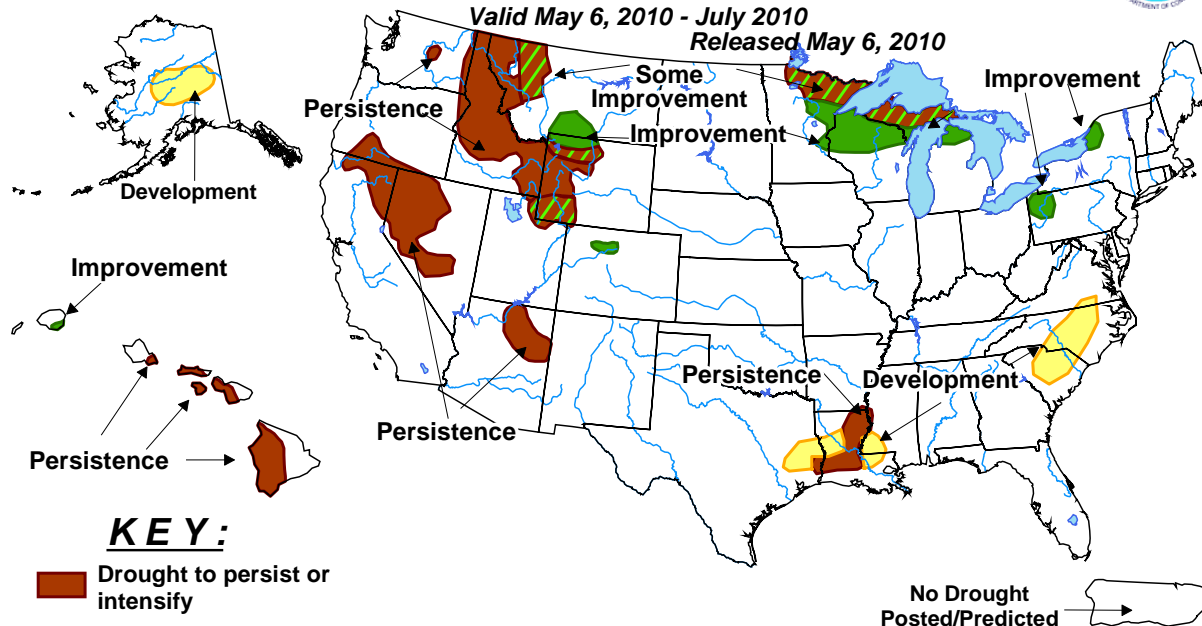 Valid May 6, 2010 - July 2010
Released May 6, 2010
Some
Improvement
Improvement
Improvement
Persistence
Development
Improvement
Persistence
Development
Persistence
Persistence
KEY:
Drought to persist or
intensify
No Drought
Posted/Predicted